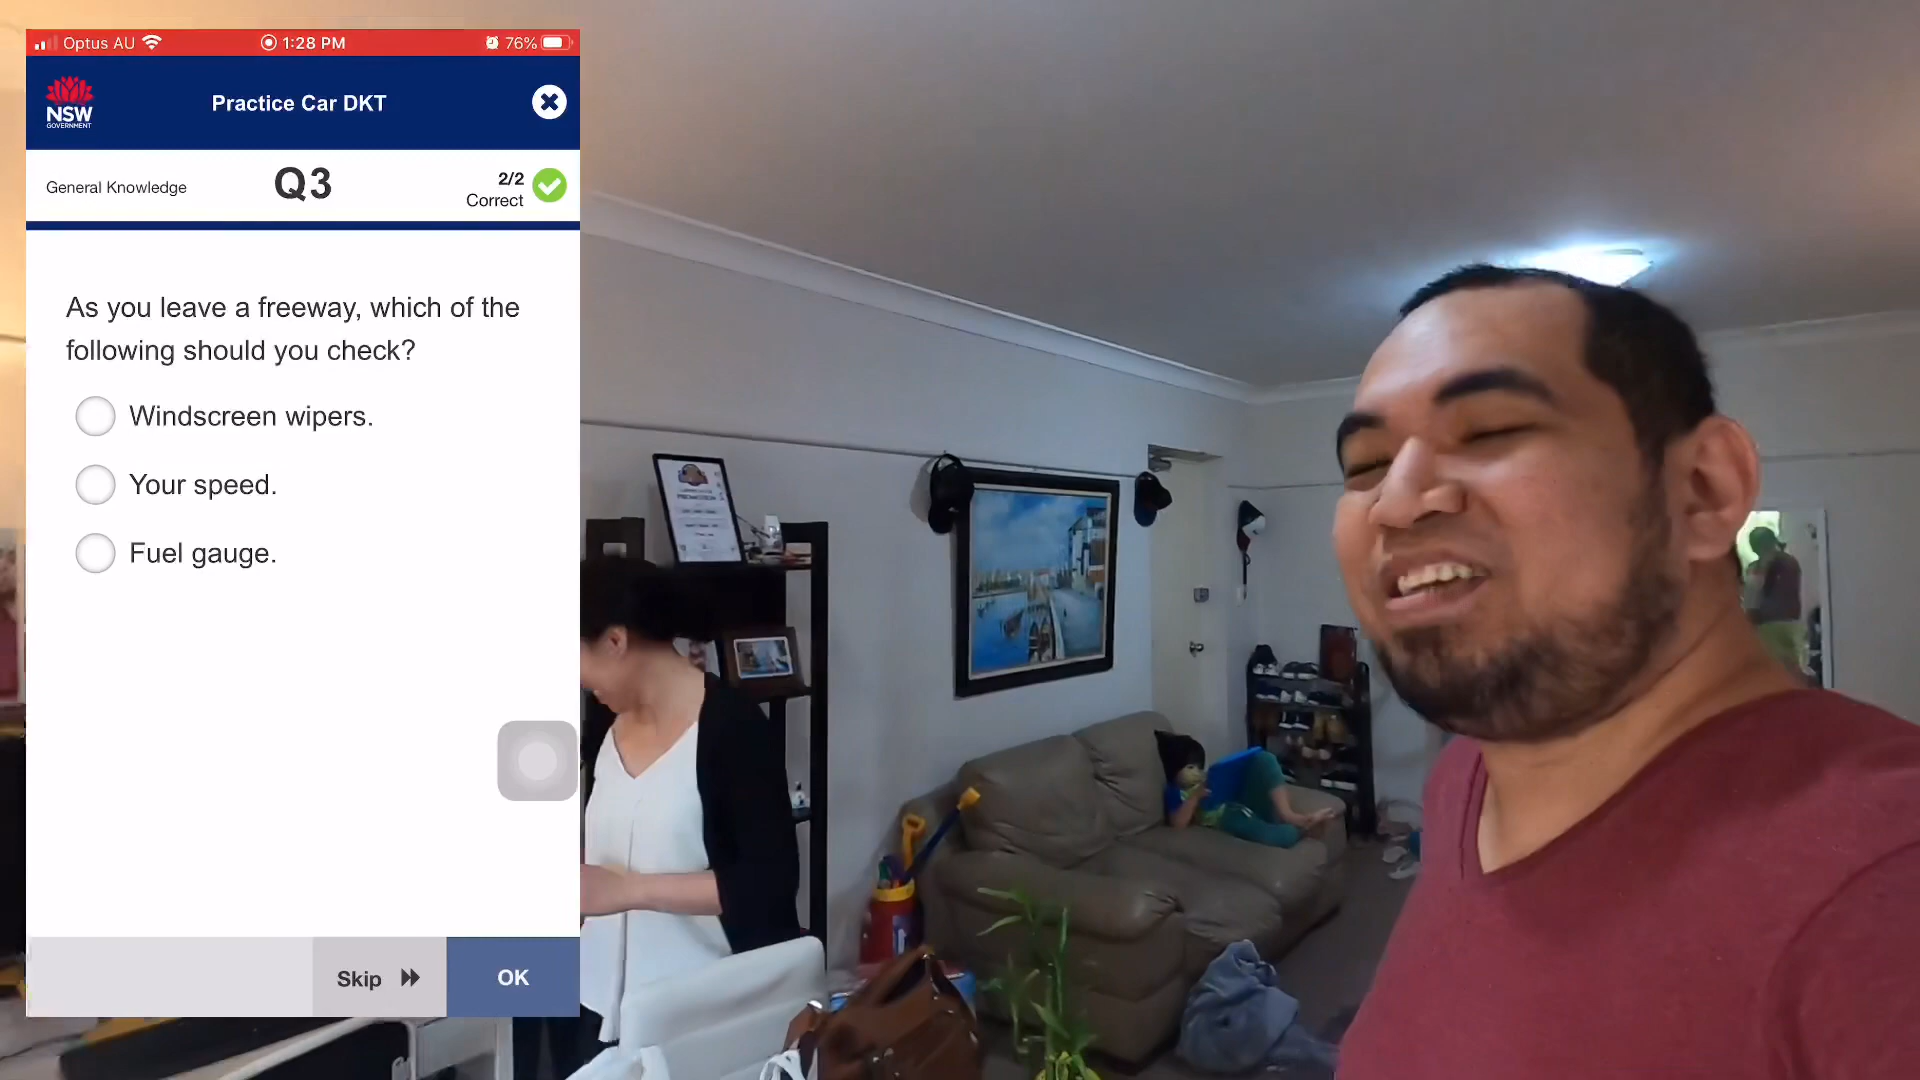 Optus AU
1:28 PM
76%
NSW
GOVERNMENT
Practice Car DKT
General Knowledge
Q3
2/2
Correct
As you leave a freeway, which of the
following should you check?
Windscreen wipers.
Your speed.
Fuel gauge.
Skip
OK